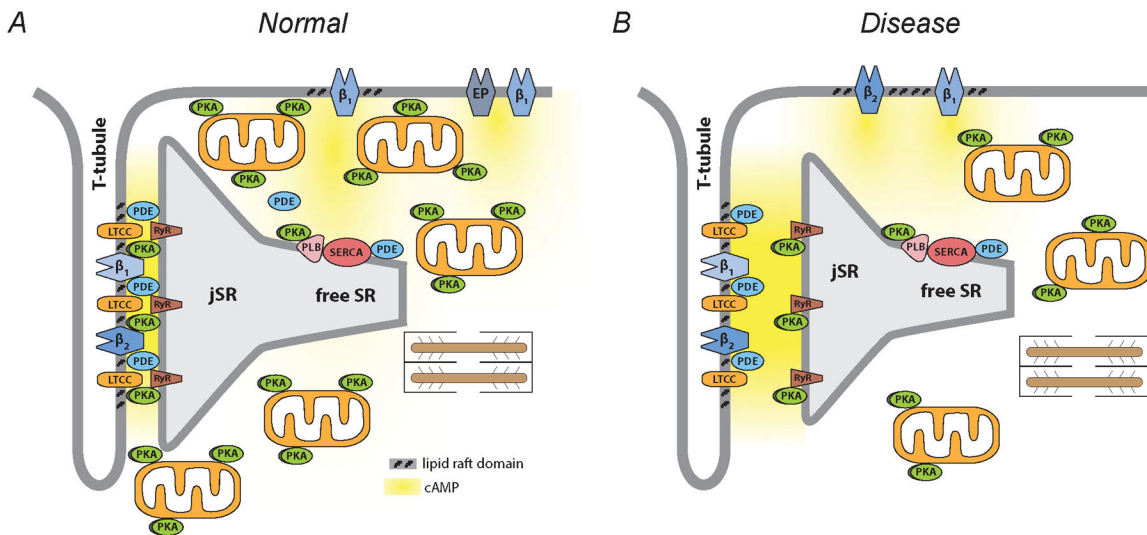 A
Normal
B
Disease
PKA
PKA
β1
EP
β1
PKA
PKA
PKA
PKA
T-tubule
PDE
PDE
LTCC
RyR
PKA
PKA
PLB
SERCA
PDE
PKA
PKA
β1
PDE
jSR
free SR
PKA
LTCC
RyR
PKA
β2
PDE
LTCC
RyR
PKA
PKA
PKA
PKA
PKA
PKA
PKA
PKA
lipid raft domain
cAMP
β2
β1
PKA
PKA
PKA
T-tubule
PDE
LTCC
RyR
PKA
PKA
PLB
SERCA
PDE
PKA
β1
PDE
jSR
free SR
PKA
LTCC
RyR
PKA
β2
PDE
LTCC
RyR
PKA
PKA
PKA